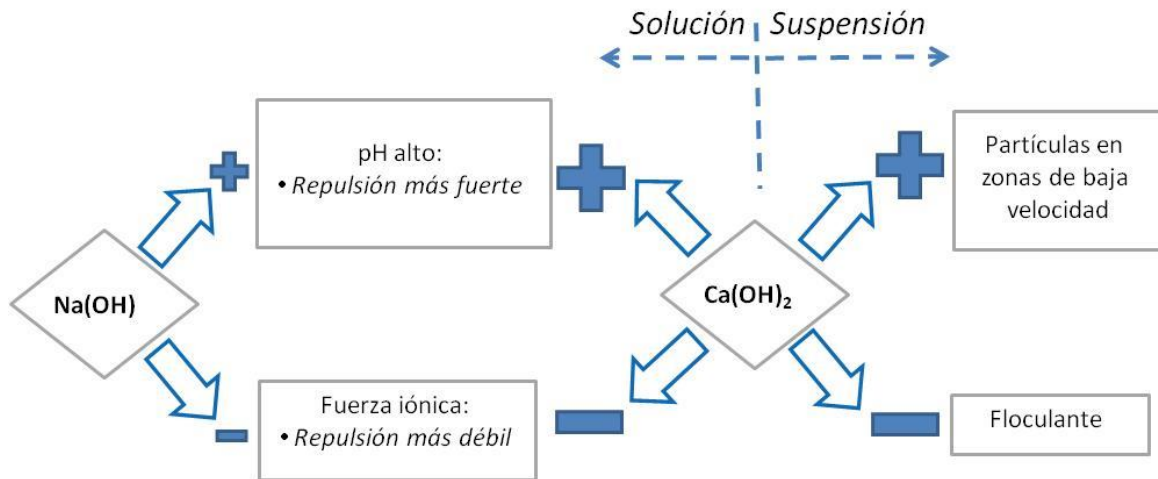 Solución
Suspensión
pH alto:
• Repulsión más fuerte
Partículas en
zonas de baja
velocidad
Na(OH)
Ca(OH)₂
Fuerza iónica:
• Repulsión más débil
Floculante